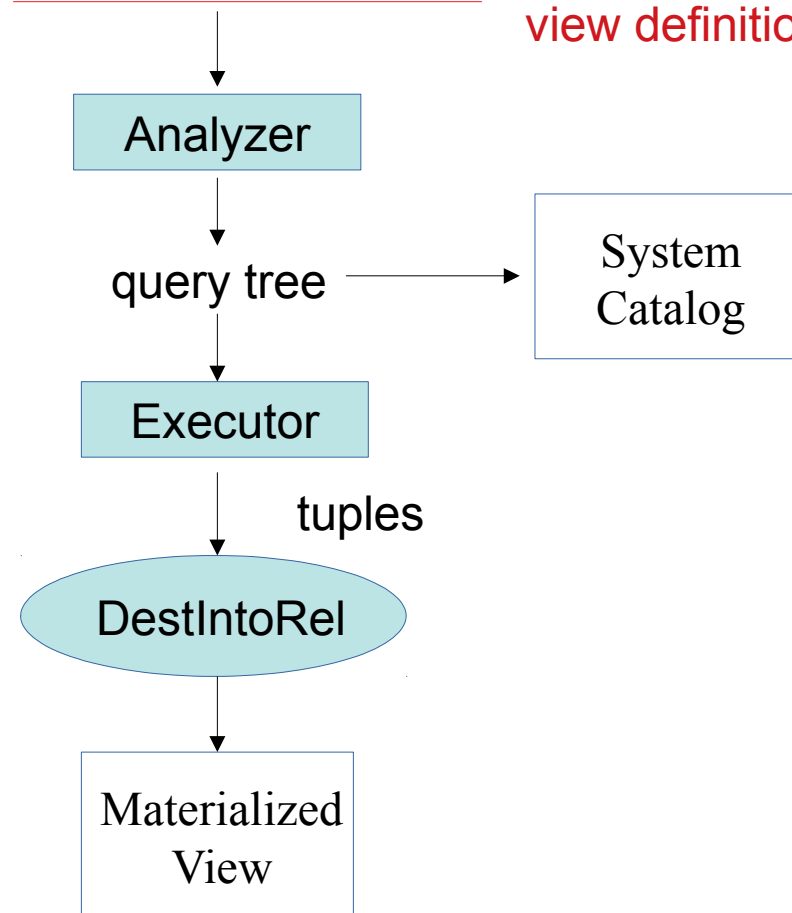 view definitio
Analyzer
query tree
System
Catalog
Executor
tuples
DestIntoRel
Materialized
View